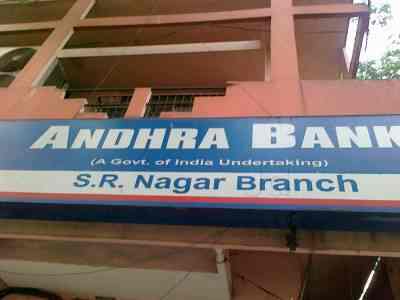 ANDHRA BANK
(A Govt. of India Undertaking)
S.R. Nagar Branch